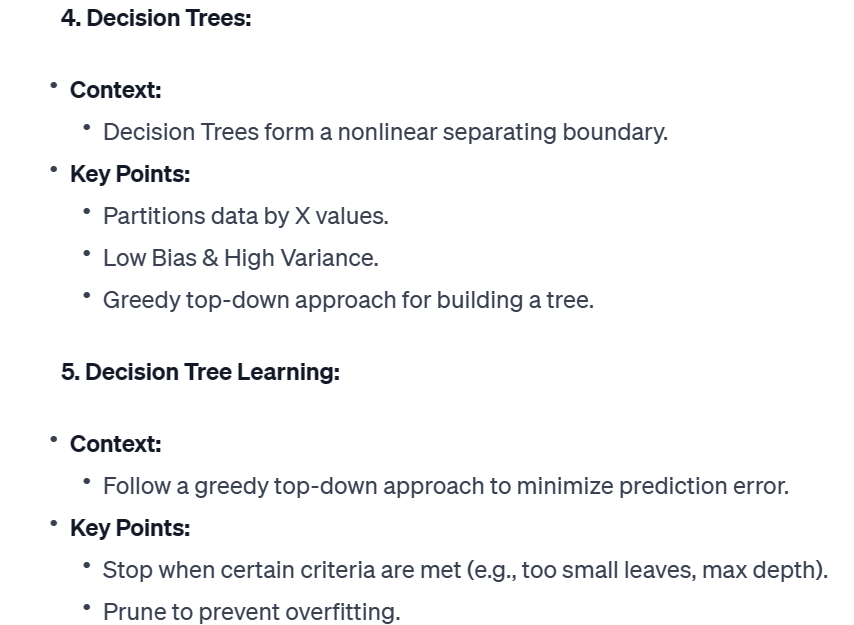 4. Decision Trees:
• Context:
• Decision Trees form a nonlinear separating boundary.
• Key Points:
• Partitions data by X values.
• Low Bias & High Variance.
• Greedy top-down approach for building a tree.
5. Decision Tree Learning:
• Context:
• Follow a greedy top-down approach to minimize prediction error.
• Key Points:
• Stop when certain criteria are met (e.g., too small leaves, max depth).
• Prune to prevent overfitting.